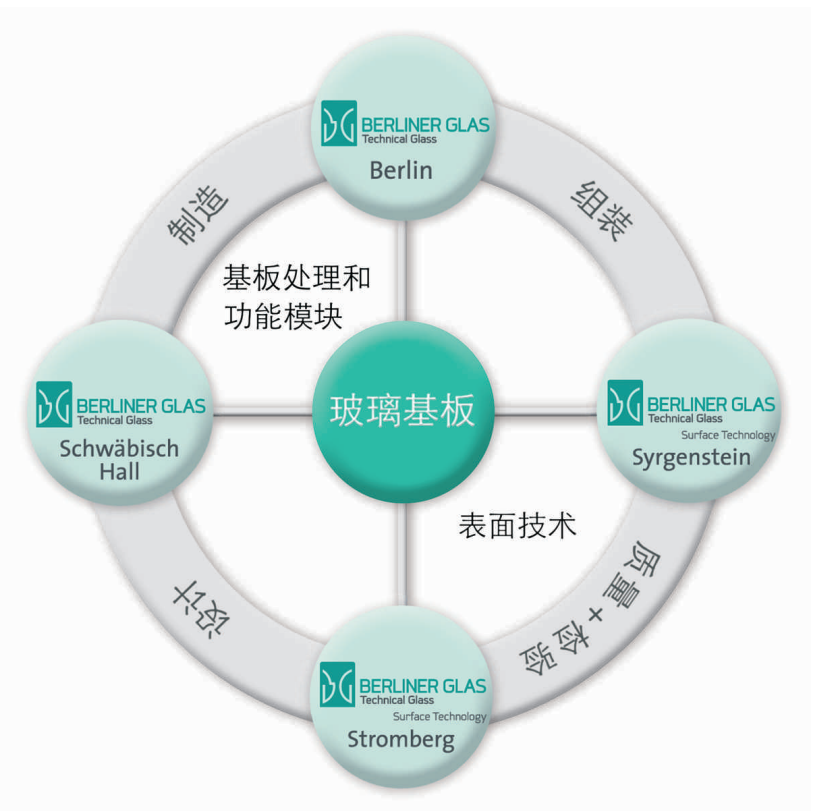 BERLINER GLAS
Technical Glass
Berlin
制造
组装
基板处理和
功能模块
BERLINER GLAS
Technical Glass
Schwäbisch
Hall
玻璃基板
BERLINER GLAS
Technical Glass
Surface Technology
Syrgenstein
表面技术
设计
质量+检验
BERLINER GLAS
Technical Glass
Surface Technology
Stromberg